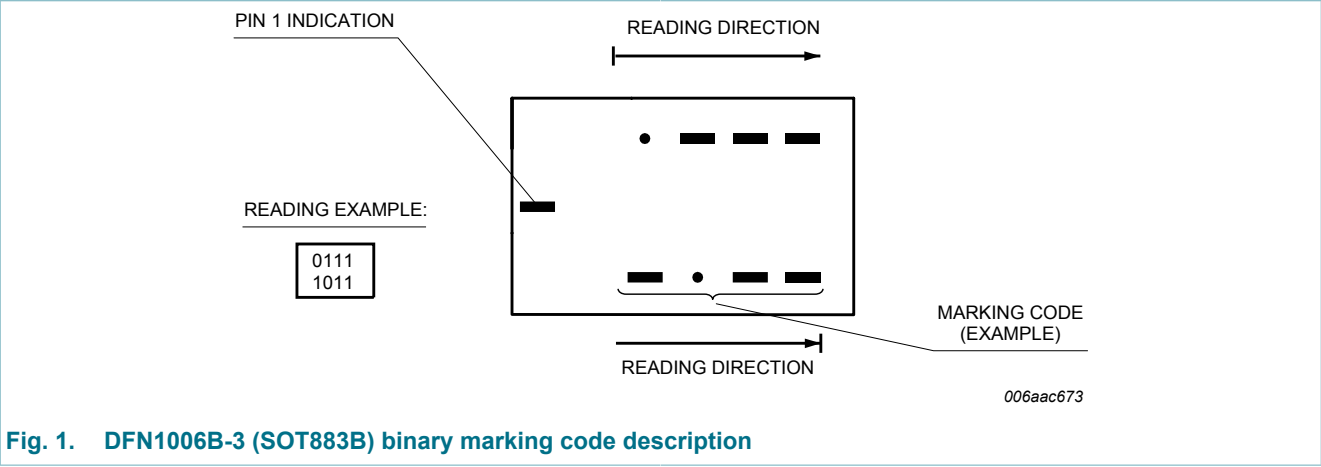 PIN 1 INDICATION
READING DIRECTION
READING EXAMPLE:
0111
1011
MARKING CODE
(EXAMPLE)
READING DIRECTION
006aac673
Fig. 1. DFN1006B-3 (SOT883B) binary marking code description